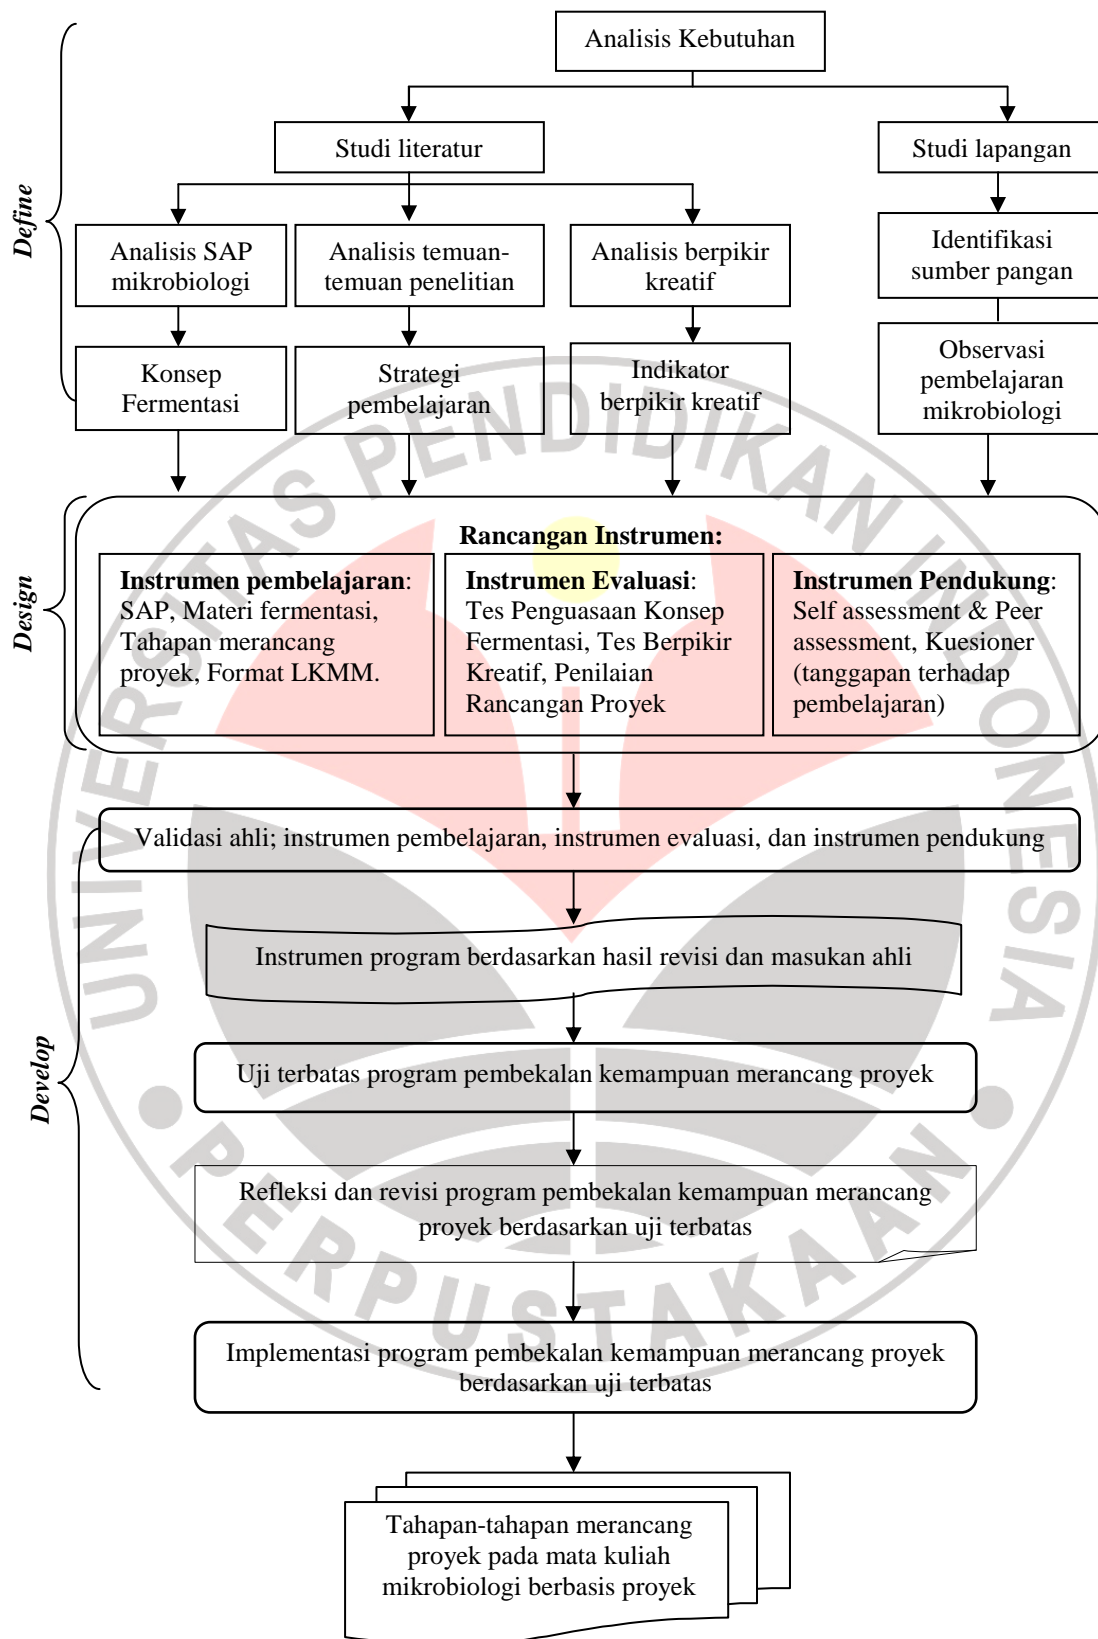 Analisis Kebutuhan
Studi literatur
Studi lapangan
Define
Analisis SAP
mikrobiologi
Analisis temuan-
temuan penelitian
Analisis berpikir
kreatif
Identifikasi
sumber pangan
Konsep
Fermentasi
Strategi
pembelajaran
Indikator
berpikir kreatif
Observasi
pembelajaran
mikrobiologi
Design
Rancangan Instrumen:
Instrumen pembelajaran:
SAP, Materi fermentasi,
Tahapan merancang
proyek, Format LKMM.
Instrumen Evaluasi:
Tes Penguasaan Konsep
Fermentasi, Tes Berpikir
Kreatif, Penilaian
Rancangan Proyek
Instrumen Pendukung:
Self assessment & Peer
assessment, Kuesioner
(tanggapan terhadap
pembelajaran)
Develop
Validasi ahli; instrumen pembelajaran, instrumen evaluasi, dan instrumen pendukung
Instrumen program berdasarkan hasil revisi dan masukan ahli
Uji terbatas program pembekalan kemampuan merancang proyek
Refleksi dan revisi program pembekalan kemampuan merancang
proyek berdasarkan uji terbatas
Implementasi program pembekalan kemampuan merancang proyek
berdasarkan uji terbatas
Tahapan-tahapan merancang
proyek pada mata kuliah
mikrobiologi berbasis proyek
UNIVERSITAS PENDIDIKAN INDONESIA
PERPUSTAKAAN